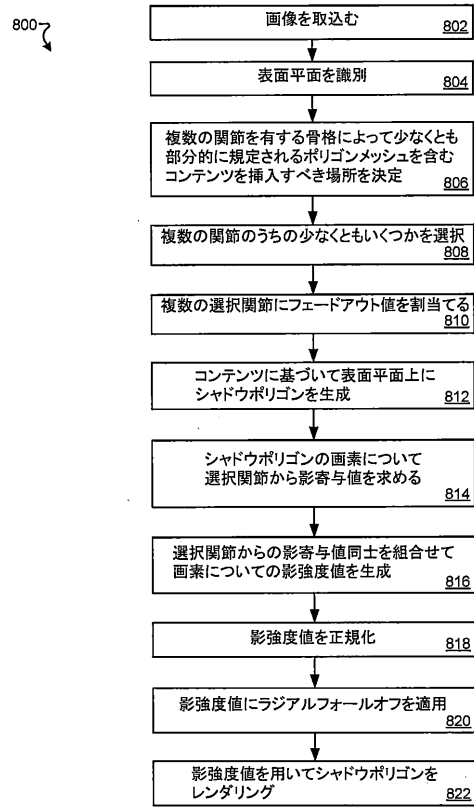 800
画像を取込む
802
表面平面を識別
804
複数の関節を有する骨格によって少なくとも
部分的に規定されるポリゴンメッシュを含む
コンテンツを挿入すべき場所を決定
806
複数の関節のうちの少なくともいくつかを選択
808
複数の選択関節にフェードアウト値を割当てる
810
コンテンツに基づいて表面平面上に
シャドウポリゴンを生成
812
シャドウポリゴンの画素について
選択関節から影寄与値を求める
814
選択関節からの影寄与値同士を組合せて
画素についての影強度値を生成
816
影強度値を正規化
818
影強度値にラジアルフォールオフを適用
820
影強度値を用いてシャドウポリゴンを
レンダリング
822